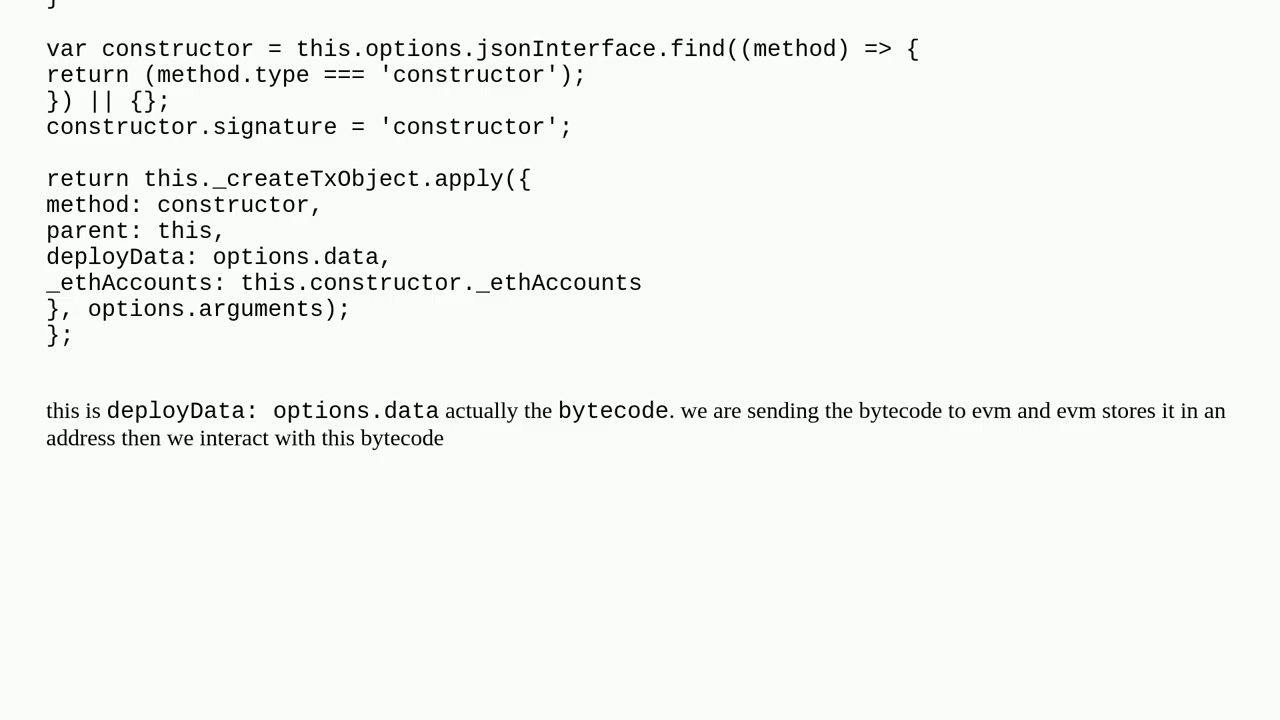 }
var constructor = this.options.jsonInterface.find((method) => {
return (method.type === 'constructor');
}) || {};
constructor.signature = 'constructor';
return this._createTxObject.apply({
method: constructor,
parent: this,
deployData: options.data,
_ethAccounts: this.constructor._ethAccounts
}, options.arguments);
};
this is deployData: options.data actually the bytecode. we are sending the bytecode to evm and evm stores it in an
address then we interact with this bytecode